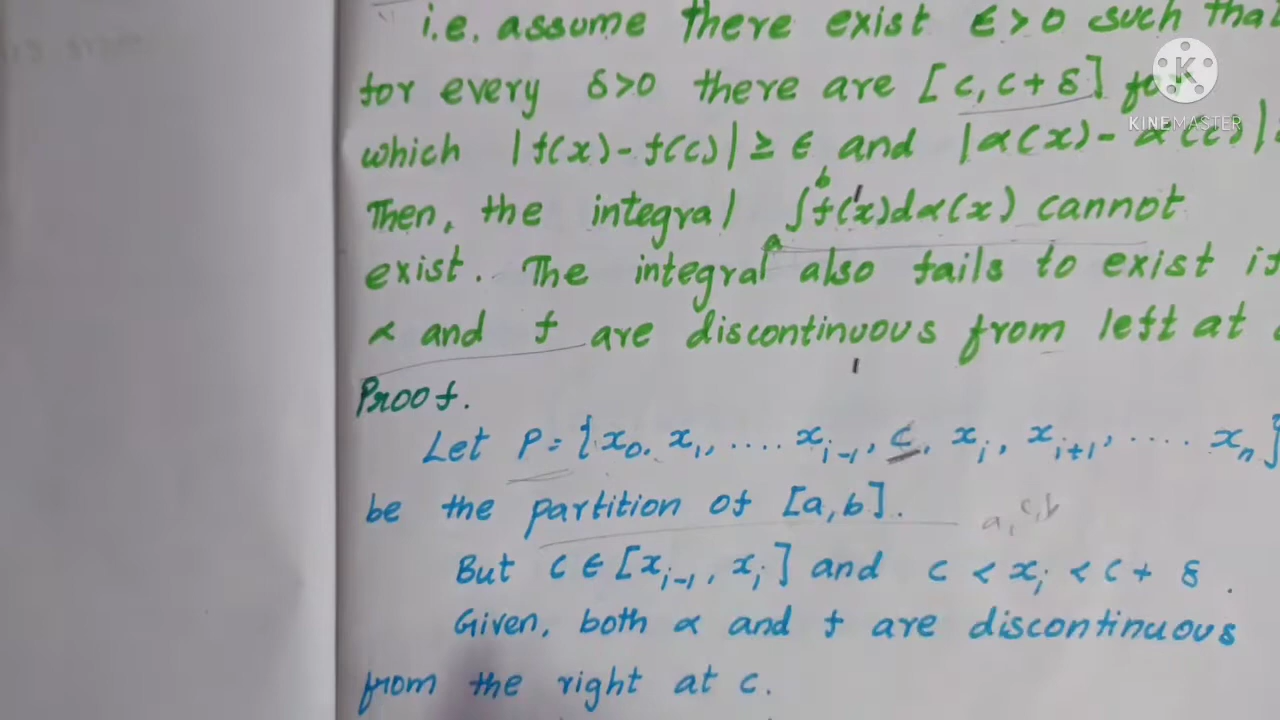 i.e. assume there exist ε > 0 such that
for every δ>0 there are [c, c + δ] for
KINEMASTER
which |f(x) - f(c)| ≥ ε and |α(x) - α(c)|
Then, the integral ∫ₐᵇ f(x)dα(x) cannot
exist. The integral also fails to exist if
α and f are discontinuous from left at
Proof.
Let P = {x₀, x₁, .... xᵢ₋₁, c, xᵢ, xᵢ₊₁, .... xₙ}
be the partition of [a, b].
a, c, b
But c ∈ [xᵢ₋₁, xᵢ] and c < xᵢ < c + δ .
Given, both α and f are discontinuous
from the right at c.